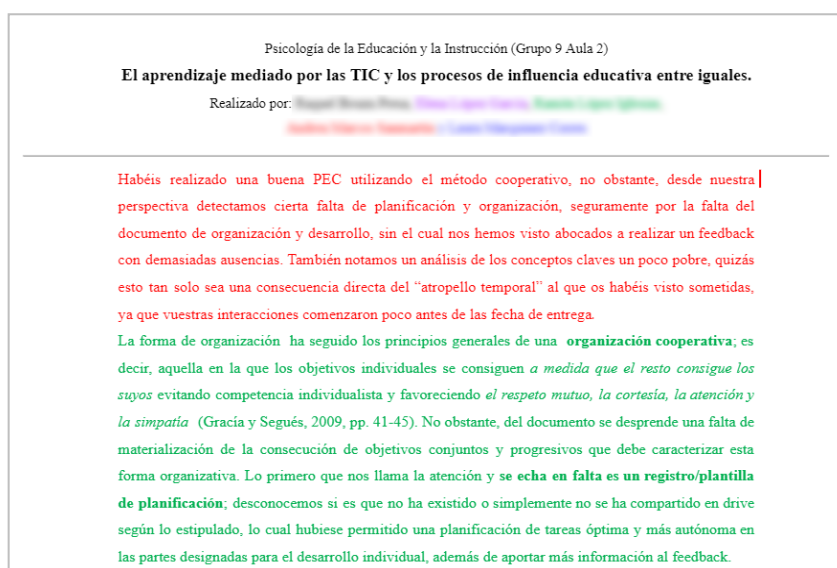 Psicología de la Educación y la Instrucción (Grupo 9 Aula 2)
El aprendizaje mediado por las TIC y los procesos de influencia educativa entre iguales.
Realizado por:
Habéis realizado una buena PEC utilizando el método cooperativo, no obstante, desde nuestra
perspectiva detectamos cierta falta de planificación y organización, seguramente por la falta del
documento de organización y desarrollo, sin el cual nos hemos visto abocados a realizar un feedback
con demasiadas ausencias. También notamos un análisis de los conceptos claves un poco pobre, quizás
esto tan solo sea una consecuencia directa del “atropello temporal” al que os habéis visto sometidas,
ya que vuestras interacciones comenzaron poco antes de las fecha de entrega.
La forma de organización ha seguido los principios generales de una organización cooperativa; es
decir, aquella en la que los objetivos individuales se consiguen a medida que el resto consigue los
suyos evitando competencia individualista y favoreciendo el respeto mutuo, la cortesía, la atención y
la simpatía (Gracía y Segués, 2009, pp. 41-45). No obstante, del documento se desprende una falta de
materialización de la consecución de objetivos conjuntos y progresivos que debe caracterizar esta
forma organizativa. Lo primero que nos llama la atención y se echa en falta es un registro/plantilla
de planificación; desconocemos si es que no ha existido o simplemente no se ha compartido en drive
según lo estipulado, lo cual hubiese permitido una planificación de tareas óptima y más autónoma en
las partes designadas para el desarrollo individual, además de aportar más información al feedback.